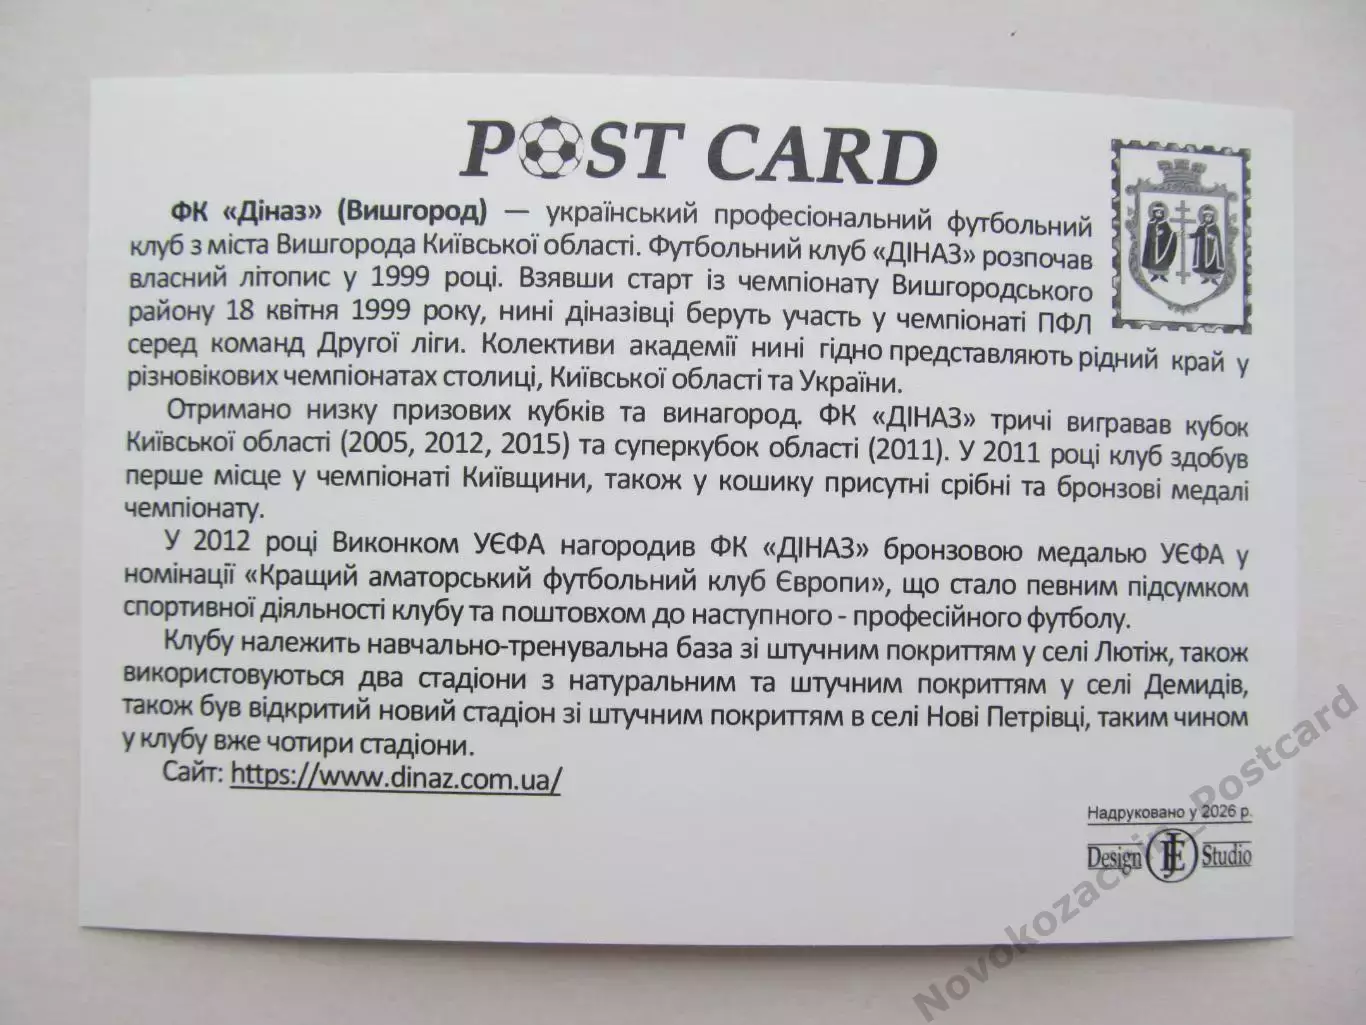 POST CARD
ФК «Діназ» (Вишгород) — український професіональний футбольний
клуб з міста Вишгорода Київської області. Футбольний клуб «ДІНАЗ» розпочав
власний літопис у 1999 році. Взявши старт із чемпіонату Вишгородського
району 18 квітня 1999 року, нині діназівці беруть участь у чемпіонаті ПФЛ
серед команд Другої ліги. Колективи академії нині гідно представляють рідний край у
різновікових чемпіонатах столиці, Київської області та України.
Отримано низку призових кубків та винагород. ФК «ДІНАЗ» тричі вигравав кубок
Київської області (2005, 2012, 2015) та суперкубок області (2011). У 2011 році клуб здобув
перше місце у чемпіонаті Київщини, також у кошику присутні срібні та бронзові медалі
чемпіонату.
У 2012 році Виконком УЄФА нагородив ФК «ДІНАЗ» бронзовою медалью УЄФА у
номінації «Кращий аматорський футбольний клуб Європи», що стало певним підсумком
спортивної діяльності клубу та поштовхом до наступного - професійного футболу.
Клубу належить навчально-тренувальна база зі штучним покриттям у селі Лютіж, також
використовуються два стадіони з натуральним та штучним покриттям у селі Демидів,
також був відкритий новий стадіон зі штучним покриттям в селі Нові Петрівці, таким чином
у клубу вже чотири стадіони.
Сайт: https://www.dinaz.com.ua/
Надруковано у 2026 р.
Design JE Studio